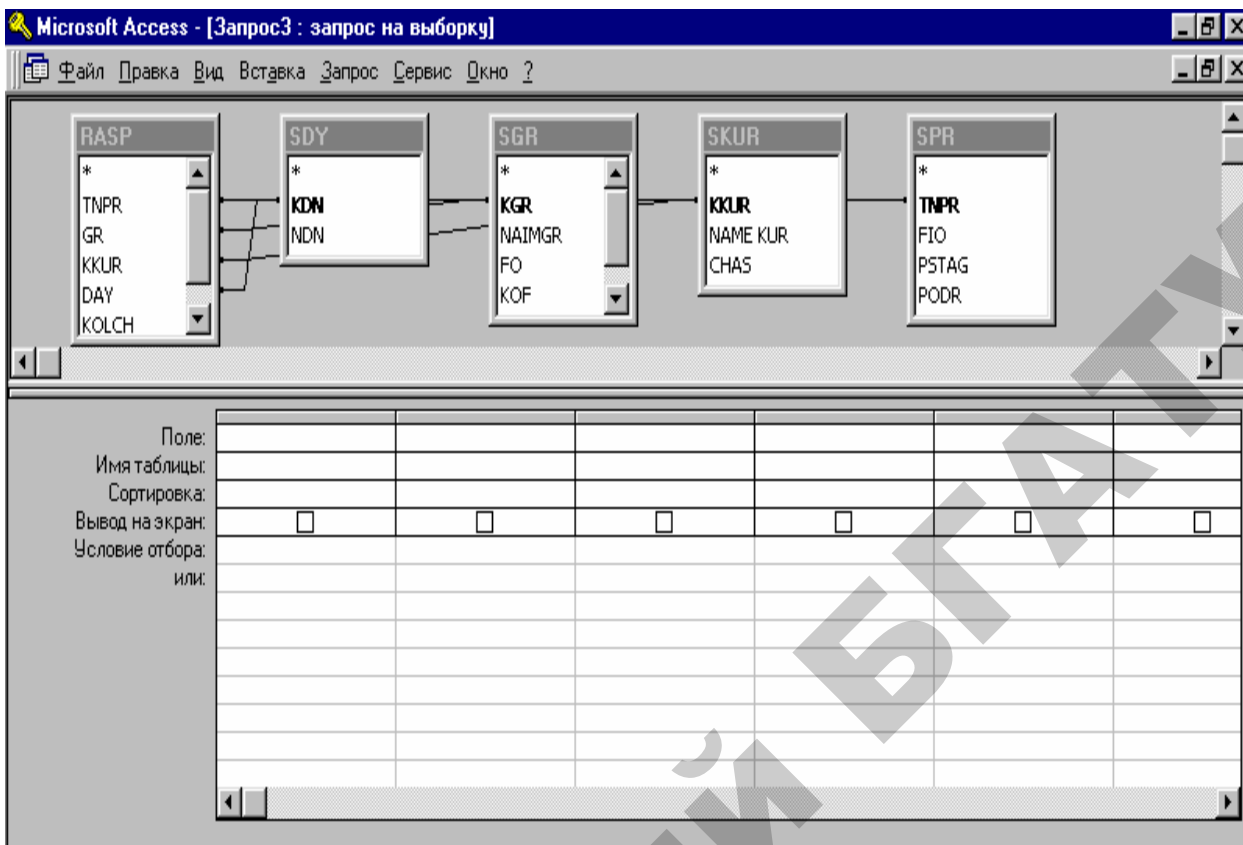 Microsoft Access - [Запрос3 : запрос на выборку]
Файл Правка Вид Вставка Запрос Сервис Окно ?
RASP SDY SGR SKUR SPR
* * * * *
TNPR KDN KGR KKUR TNPR
GR NDN NAIMGR NAME KUR FIO
KKUR FO CHAS PSTAG
DAY KOF PODR
KOLCH
Поле:
Имя таблицы:
Сортировка:
Вывод на экран:
Условие отбора:
или:
Й БГАТУ